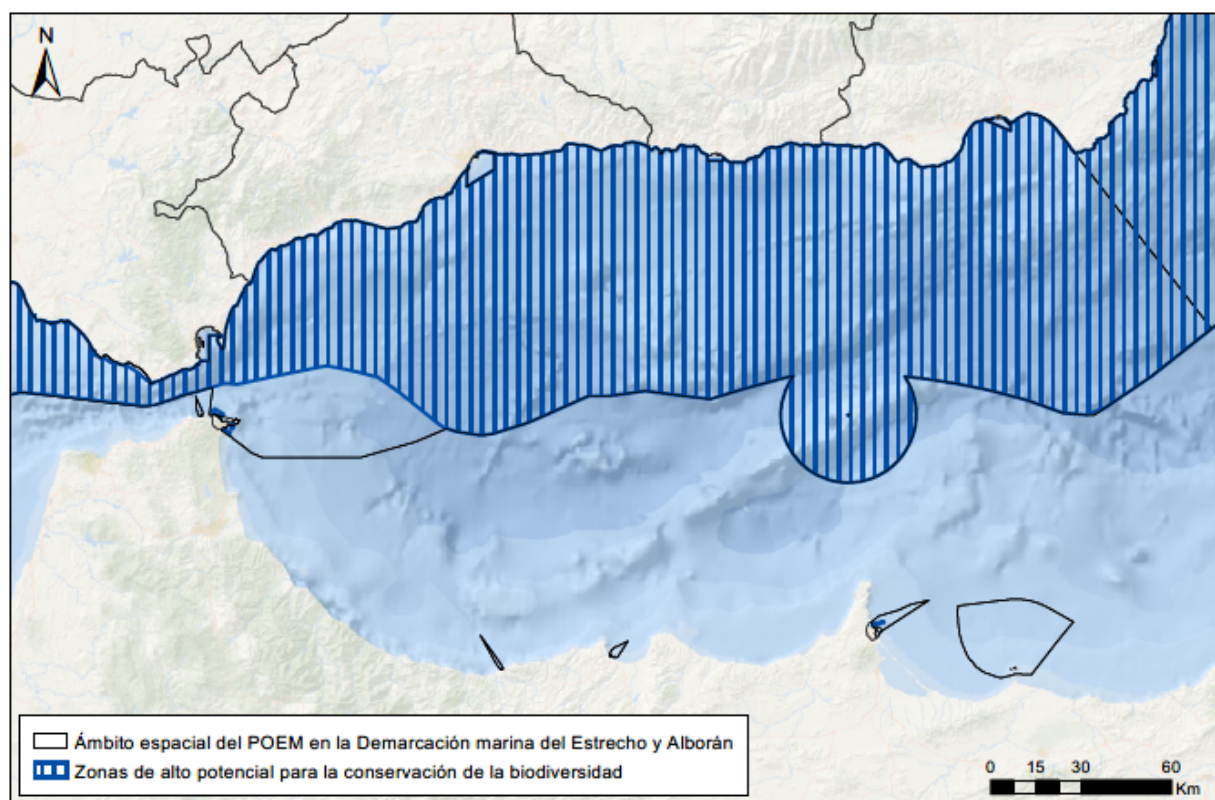 N
Ámbito espacial del POEM en la Demarcación marina del Estrecho y Alborán
Zonas de alto potencial para la conservación de la biodiversidad
0 15 30 60
Km